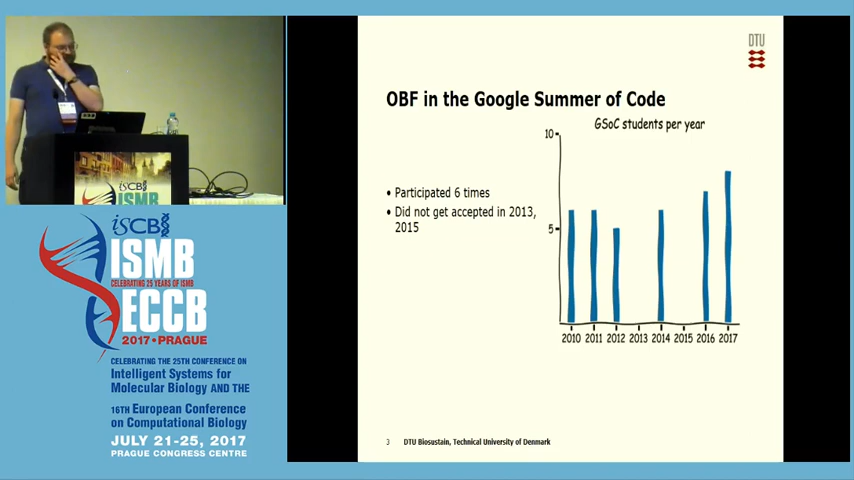 iSCB
ISMB
iSCB
ISMB
CELEBRATING 25 YEARS OF ISMB
ECCB
2017 • PRAGUE
CELEBRATING THE 25TH CONFERENCE ON
Intelligent Systems for
Molecular Biology AND THE
16TH European Conference
on Computational Biology
JULY 21-25, 2017
PRAGUE CONGRESS CENTRE
DTU
OBF in the Google Summer of Code
GSoC students per year
• Participated 6 times
• Did not get accepted in 2013,
2015
10
5
2010 2011 2012 2013 2014 2015 2016 2017
3 DTU Biosustain, Technical University of Denmark